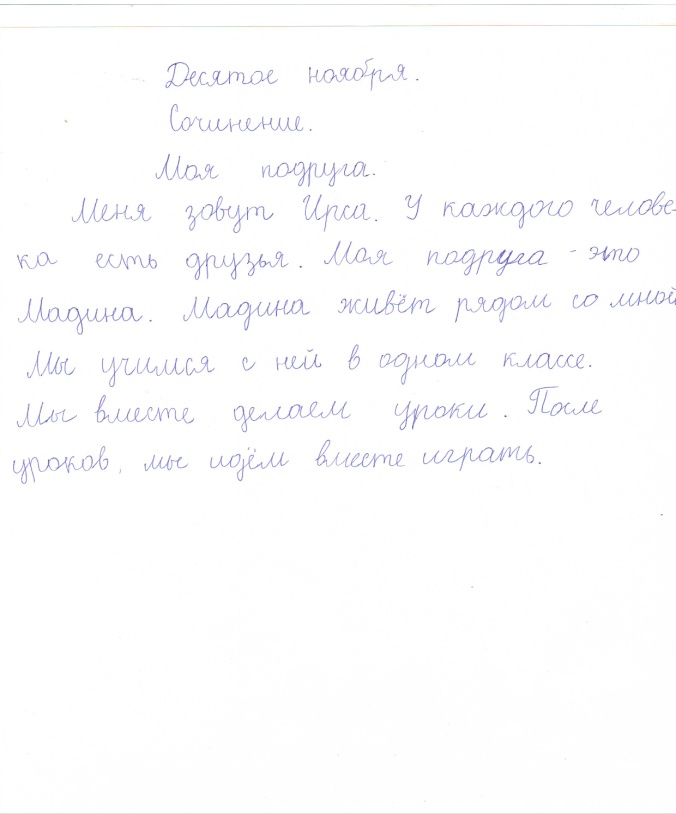 Десятое ноября.
Сочинение.
Моя подруга.
Меня зовут Ирса. У каждого челове-
ка есть друзья. Моя подруга - это
Мадина. Мадина живёт рядом со мной
Мы учимся с ней в одном классе.
Мы вместе делаем уроки. После
уроков, мы идём вместе играть.